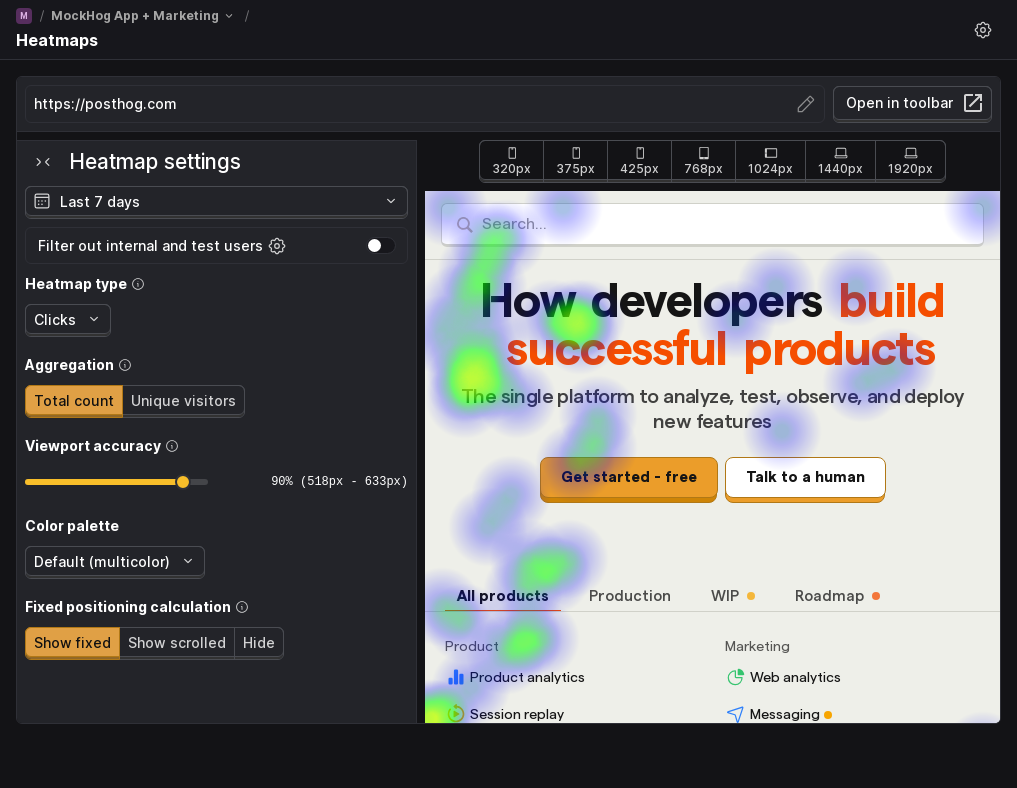 M / MockHog App + Marketing /
Heatmaps
https://posthog.com
Open in toolbar
Heatmap settings
Last 7 days
Filter out internal and test users
Heatmap type
Clicks
Aggregation
Total count
Unique visitors
Viewport accuracy
90% (518px - 633px)
Color palette
Default (multicolor)
Fixed positioning calculation
Show fixed
Show scrolled
Hide
320px
375px
425px
768px
1024px
1440px
1920px
Search...
How developers build
successful products
The single platform to analyze, test, observe, and deploy
new features
Get started - free
Talk to a human
All products
Production
WIP
Roadmap
Product
Marketing
Product analytics
Web analytics
Session replay
Messaging